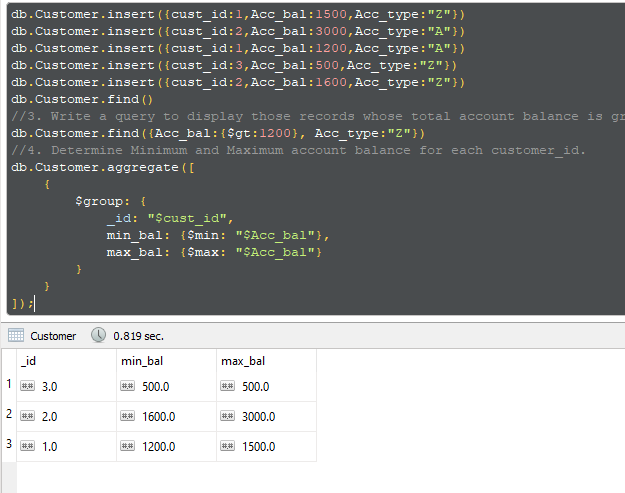 db.Customer.insert({cust_id:1,Acc_bal:1500,Acc_type:"Z"})
db.Customer.insert({cust_id:2,Acc_bal:3000,Acc_type:"A"})
db.Customer.insert({cust_id:1,Acc_bal:1200,Acc_type:"A"})
db.Customer.insert({cust_id:3,Acc_bal:500,Acc_type:"Z"})
db.Customer.insert({cust_id:2,Acc_bal:1600,Acc_type:"Z"})
db.Customer.find()
//3. Write a query to display those records whose total account balance is
db.Customer.find({Acc_bal:{$gt:1200}, Acc_type:"Z"})
//4. Determine Minimum and Maximum account balance for each customer_id.
db.Customer.aggregate([
{
$group: {
_id: "$cust_id",
min_bal: {$min: "$Acc_bal"},
max_bal: {$max: "$Acc_bal"}
}
}
]);
Customer 0.819 sec.
_id min_bal max_bal
1 ## 3.0 ## 500.0 ## 500.0
2 ## 2.0 ## 1600.0 ## 3000.0
3 ## 1.0 ## 1200.0 ## 1500.0